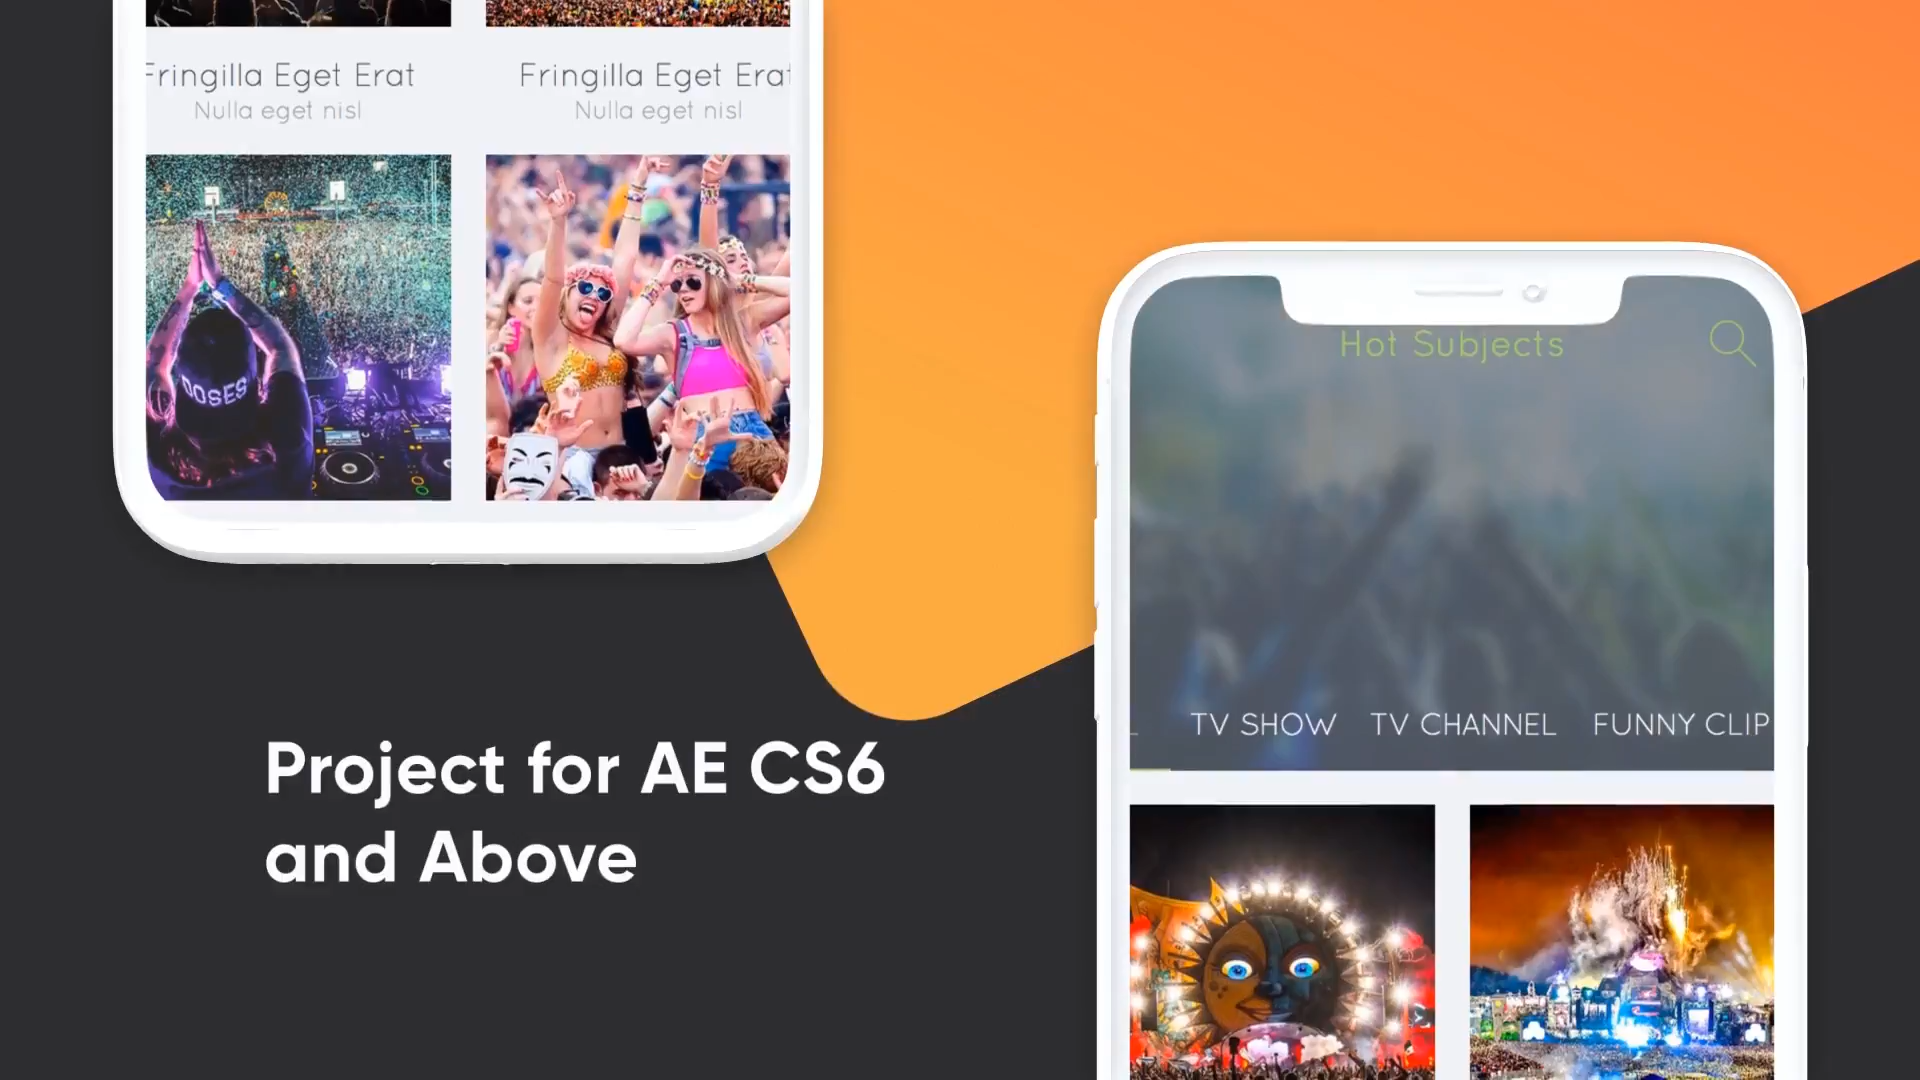 Fringilla Eget Erat
Nulla eget nisl
Fringilla Eget Erat
Nulla eget nisl
DOSES
Hot Subjects
TV SHOW TV CHANNEL FUNNY CLIP
Project for AE CS6
and Above